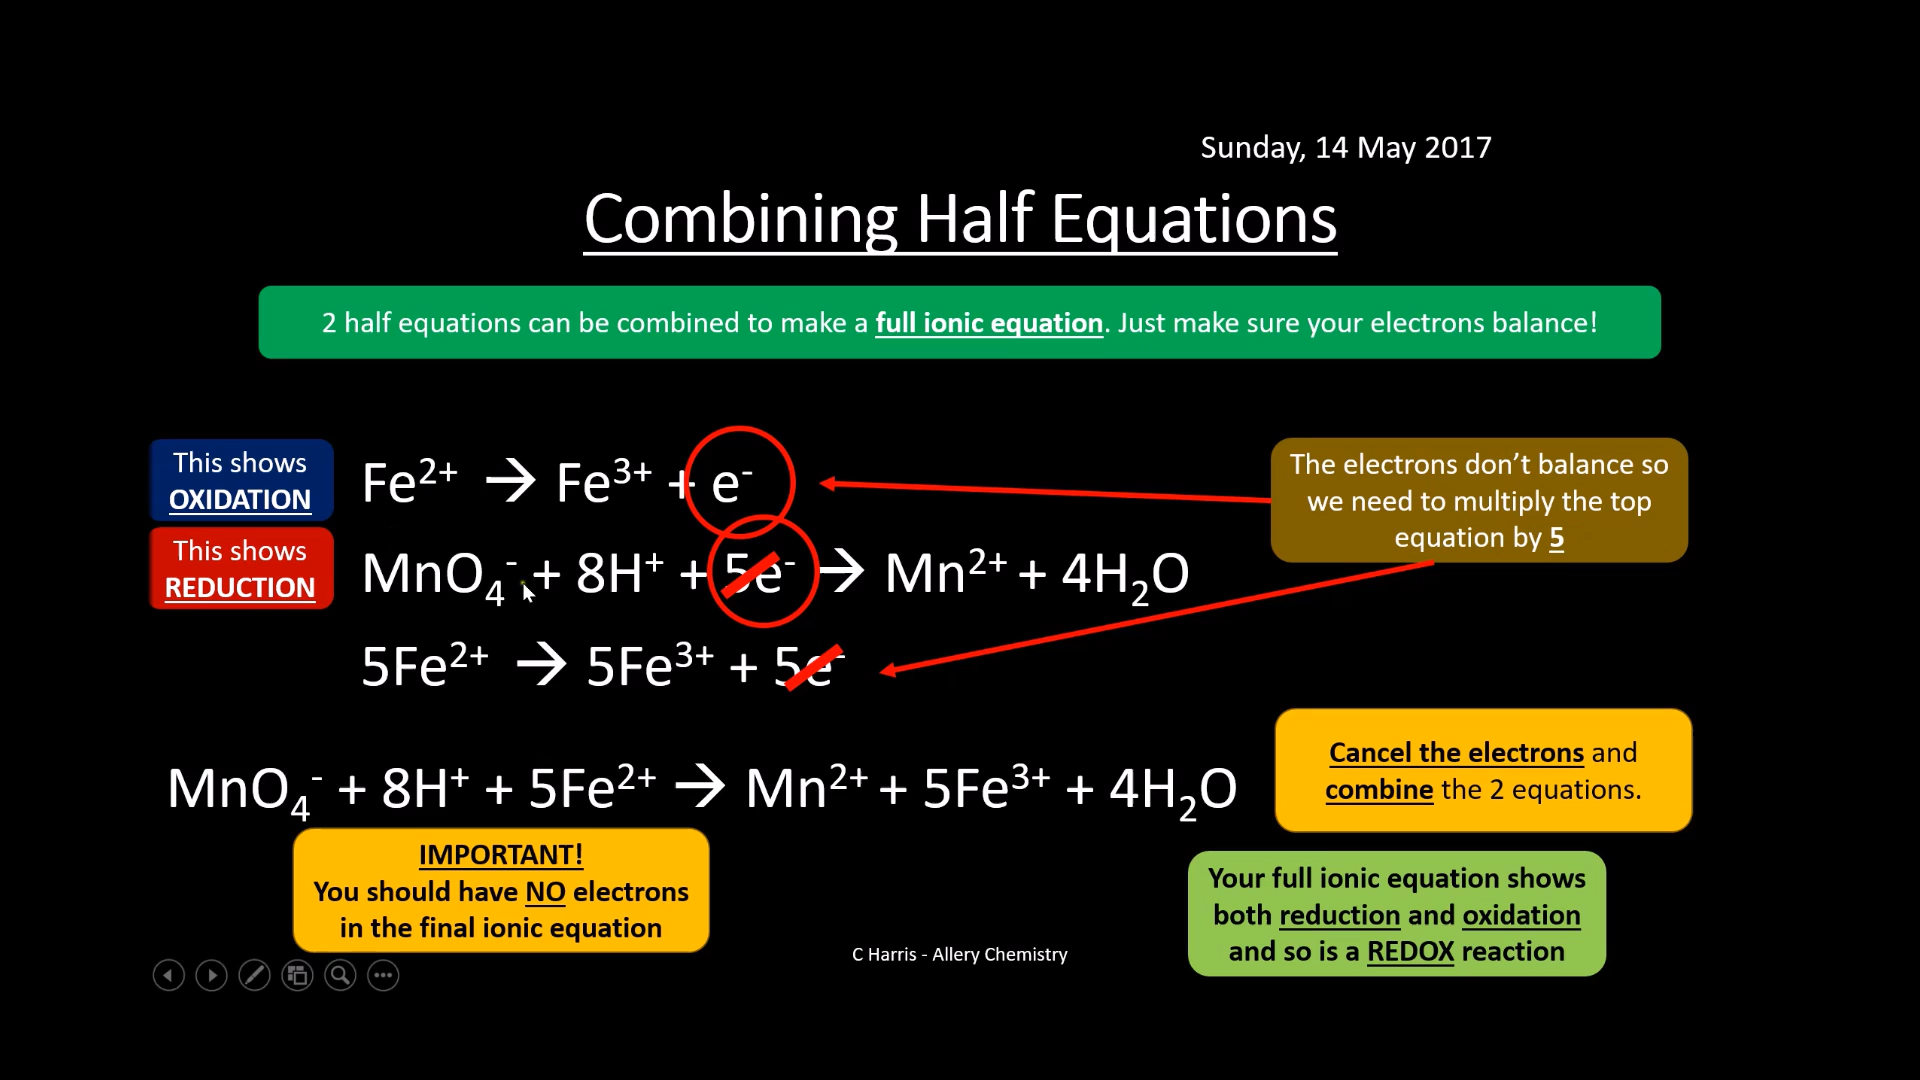 Sunday, 14 May 2017
Combining Half Equations
2 half equations can be combined to make a full ionic equation. Just make sure your electrons balance!
This shows
OXIDATION
Fe²⁺ → Fe³⁺ + e⁻
The electrons don’t balance so
we need to multiply the top
equation by 5
This shows
REDUCTION
MnO₄⁻ + 8H⁺ + 5e⁻ → Mn²⁺ + 4H₂O
5Fe²⁺ → 5Fe³⁺ + 5e⁻
MnO₄⁻ + 8H⁺ + 5Fe²⁺ → Mn²⁺ + 5Fe³⁺ + 4H₂O
Cancel the electrons and
combine the 2 equations.
IMPORTANT!
You should have NO electrons
in the final ionic equation
Your full ionic equation shows
both reduction and oxidation
and so is a REDOX reaction
C Harris - Allery Chemistry